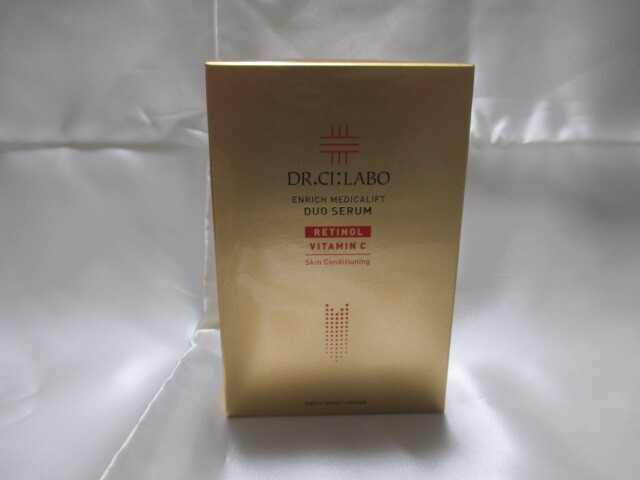 DR.CI:LABO
ENRICH MEDICALIFT
DUO SERUM
RETINOL
VITAMIN C
Skin Conditioning